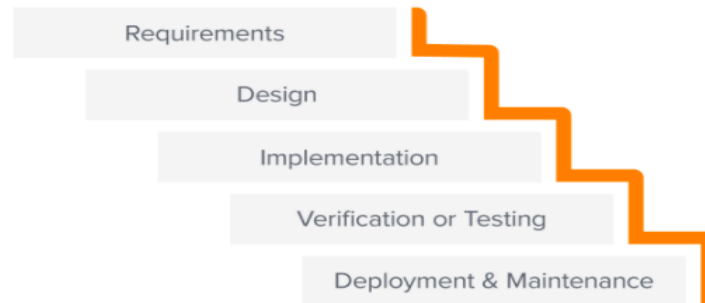 Requirements
Design
Implementation
Verification or Testing
Deployment & Maintenance